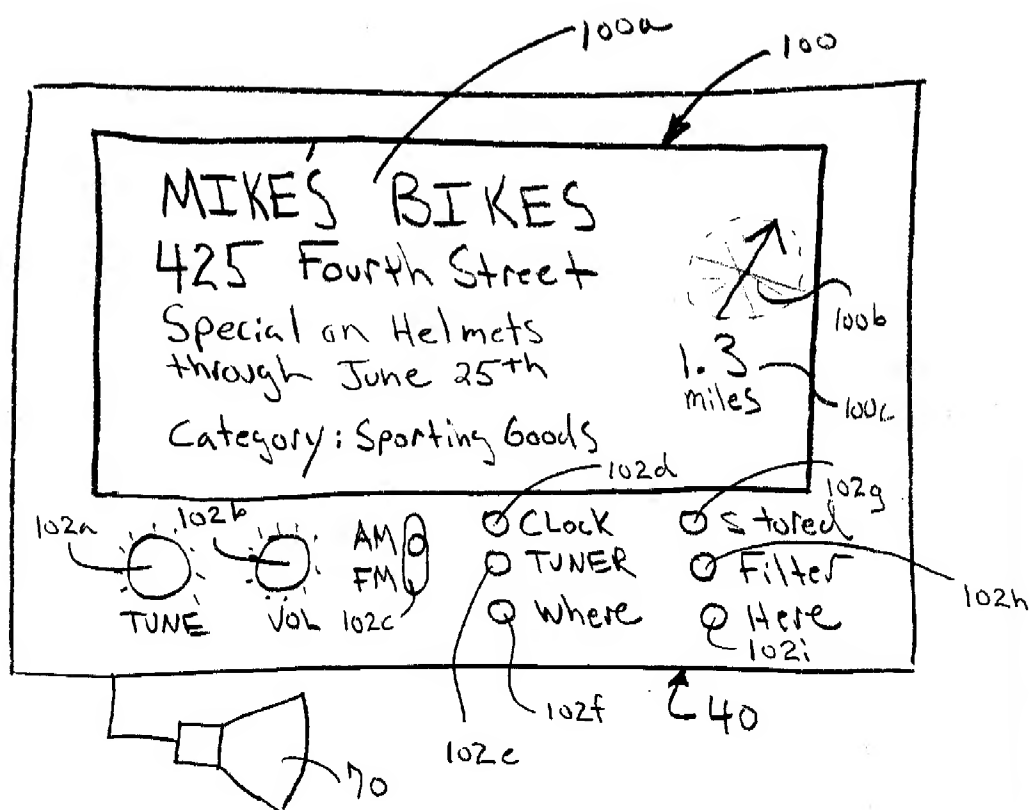 100a
100
MIKE'S BIKES
425 Fourth Street
Special on Helmets
through June 25th
Category: Sporting Goods
100b
1.3
miles
100c
102d
102g
102a
102b
AM
FM
102c
TUNE
VOL
Clock
TUNER
Where
Stored
Filter
Here
102h
102i
102f
102e
40
70